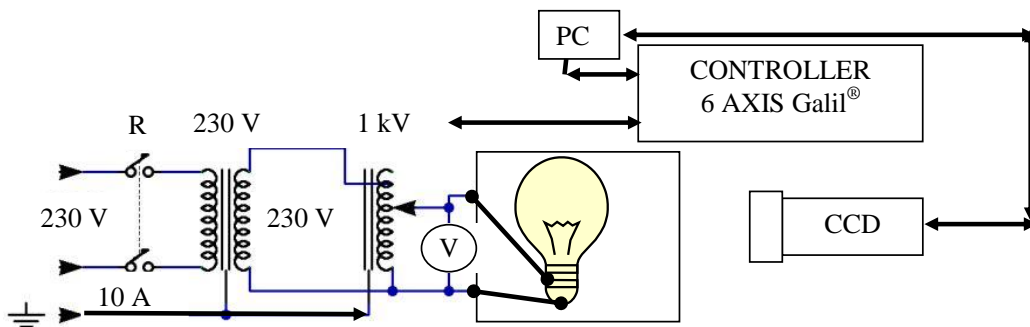 PC
CONTROLLER
6 AXIS Galil®
R
230 V
1 kV
230 V
230 V
V
CCD
10 A